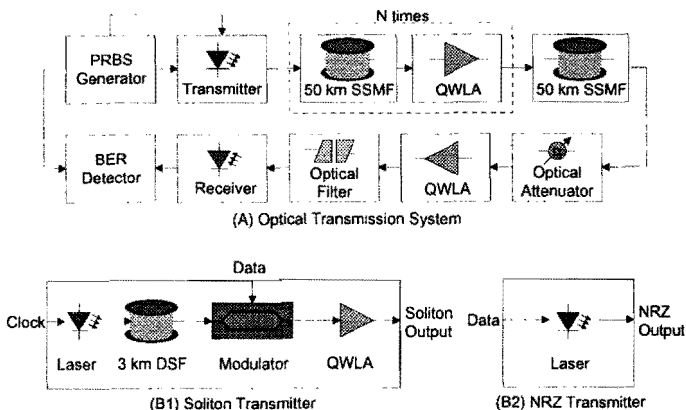 N times
PRBS
Generator
Transmitter
50 km SSMF
QWLA
50 km SSMF
BER
Detector
Receiver
Optical
Filter
QWLA
Optical
Attenuator
(A) Optical Transmission System
Data
Clock
Laser
3 km DSF
Modulator
QWLA
Soliton
Output
(B1) Soliton Transmitter
Data
Laser
NRZ
Output
(B2) NRZ Transmitter